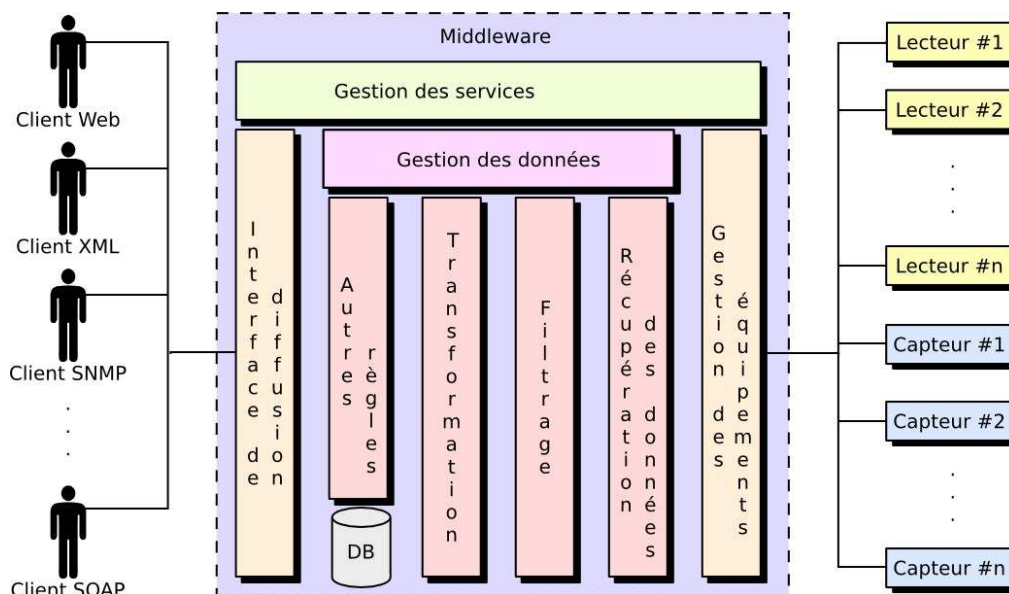 Client Web
Client XML
Client SNMP
Client SOAP
Middleware
Gestion des services
Interface de
diffusion
Gestion des données
Autres
règles
DB
Transformation
Filtrage
Récupération
des données
Gestion des
équipements
Lecteur #1
Lecteur #2
Lecteur #n
Capteur #1
Capteur #2
Capteur #n